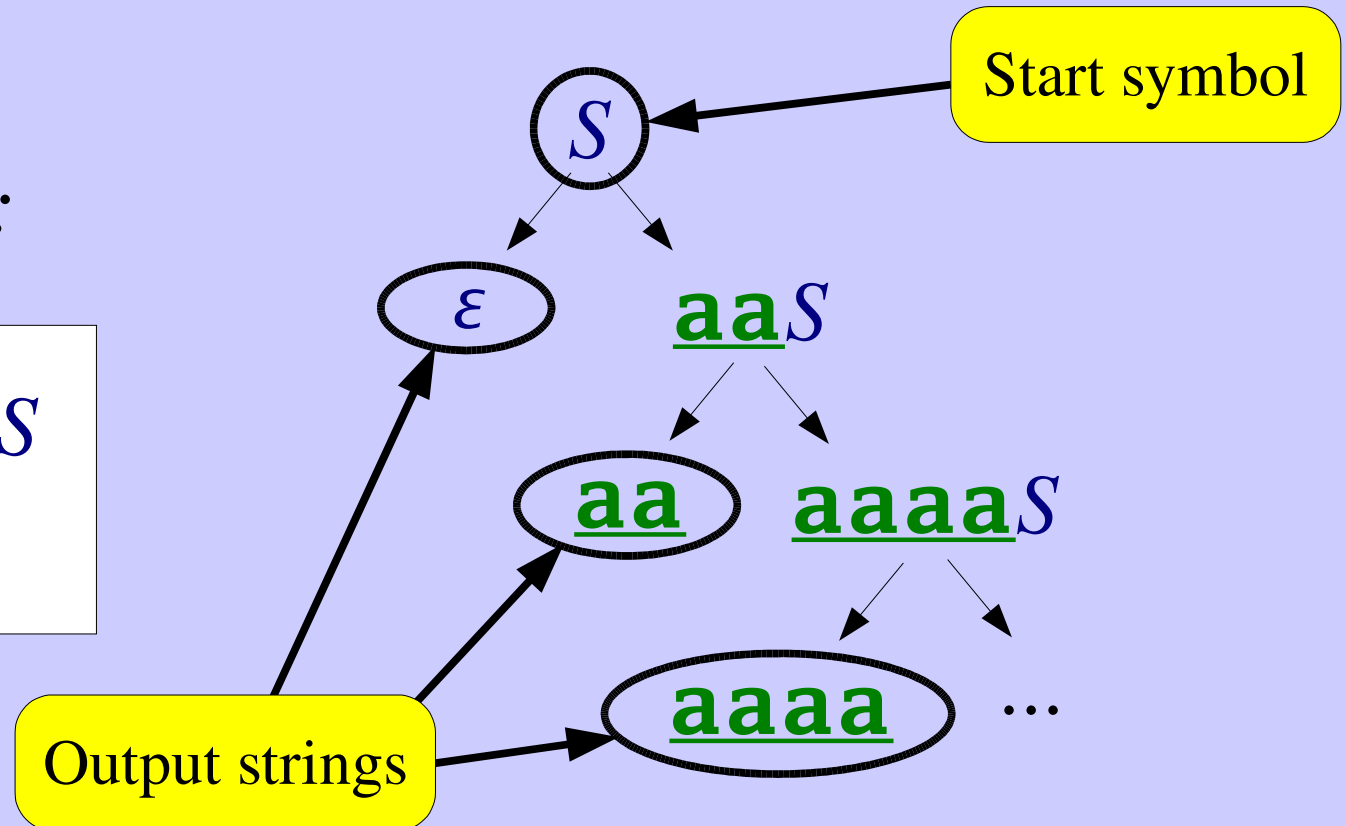 Start symbol
S
:
ε
aaS
S
aa
aaaaS
aaaa ...
Output strings